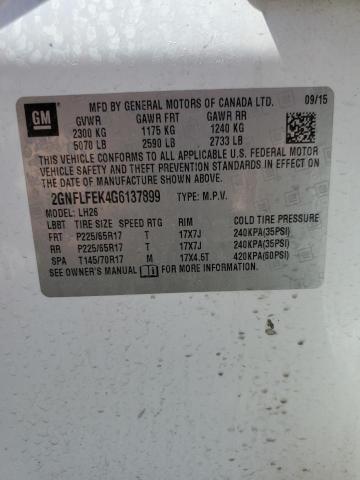 GM
MFD BY GENERAL MOTORS OF CANADA LTD. 09/15
GVWR GAWR FRT GAWR RR
2300 KG 1175 KG 1240 KG
5070 LB 2590 LB 2733 LB
THIS VEHICLE CONFORMS TO ALL APPLICABLE U.S. FEDERAL MOTOR
VEHICLE SAFETY AND THEFT PREVENTION STANDARDS IN EFFECT
ON THE DATE OF MANUFACTURE SHOWN ABOVE.
2GNFLFEK4G6137899 TYPE: M.P.V.
MODEL: LH26
LBBT TIRE SIZE SPEED RTG RIM COLD TIRE PRESSURE
FRT P225/65R17 T 17X7J 240KPA(35PSI)
RR P225/65R17 T 17X7J 240KPA(35PSI)
SPA T145/70R17 M 17X4.5T 420KPA(60PSI)
SEE OWNER'S MANUAL FOR MORE INFORMATION.